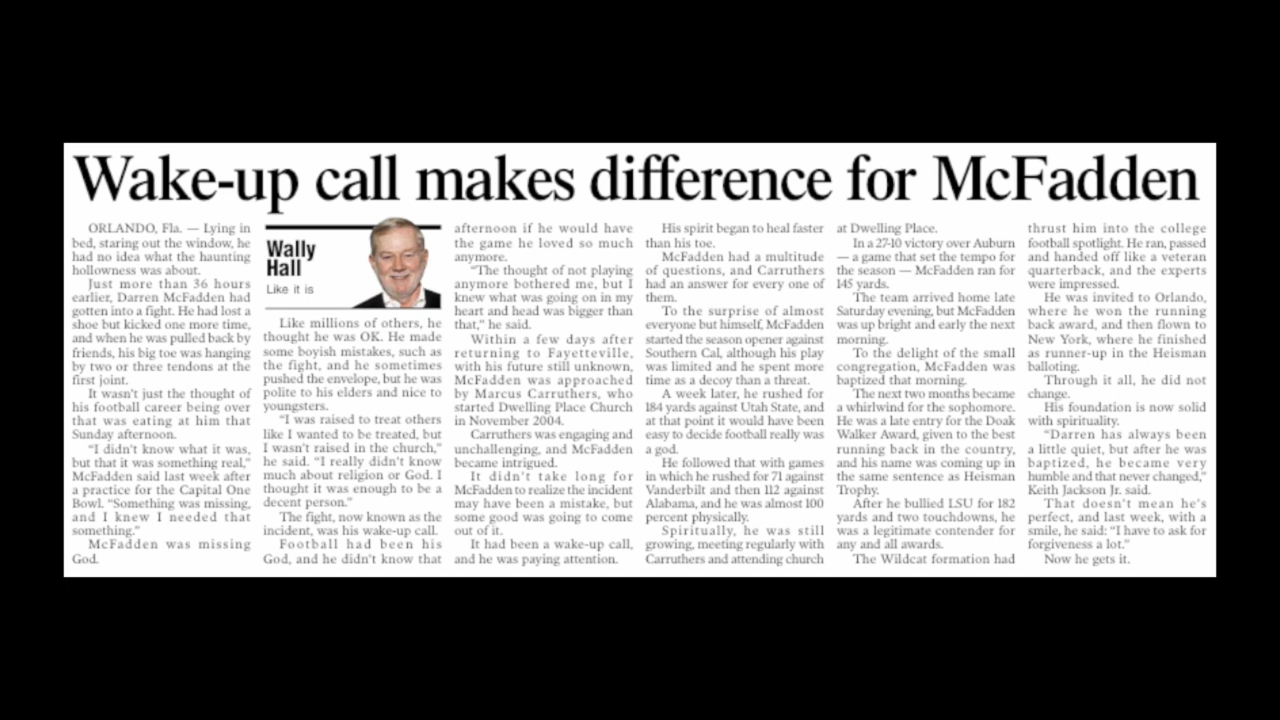 Wake-up call makes difference for McFadden
ORLANDO, Fla. — Lying in
bed, staring out the window, he
had no idea what the haunting
hollowness was about.
Just more than 36 hours
earlier, Darren McFadden had
gotten into a fight. He had lost a
shoe but kicked one more time,
and when he was pulled back by
friends, his big toe was hanging
by two or three tendons at the
first joint.
It wasn't just the thought of
his football career being over
that was eating at him that
Sunday afternoon.
"I didn't know what it was,
but that it was something real,"
McFadden said last week after
a practice for the Capital One
Bowl. "Something was missing,
and I knew I needed that
something."
McFadden was missing
God.
Wally
Hall
Like it is
Like millions of others, he
thought he was OK. He made
some boyish mistakes, such as
the fight, and he sometimes
pushed the envelope, but he was
polite to his elders and nice to
youngsters.
"I was raised to treat others
like I wanted to be treated, but
I wasn't raised in the church,"
he said. "I really didn't know
much about religion or God. I
thought it was enough to be a
decent person."
The fight, now known as the
incident, was his wake-up call.
Football had been his
God, and he didn't know that
afternoon if he would have
the game he loved so much
anymore.
"The thought of not playing
anymore bothered me, but I
knew what was going on in my
heart and head was bigger than
that," he said.
Within a few days after
returning to Fayetteville,
with his future still unknown,
McFadden was approached
by Marcus Carruthers, who
started Dwelling Place Church
in November 2004.
Carruthers was engaging and
unchallenging, and McFadden
became intrigued.
It didn't take long for
McFadden to realize the incident
may have been a mistake, but
some good was going to come
out of it.
It had been a wake-up call,
and he was paying attention.
His spirit began to heal faster
than his toe.
McFadden had a multitude
of questions, and Carruthers
had an answer for every one of
them.
To the surprise of almost
everyone but himself, McFadden
started the season opener against
Southern Cal, although his play
was limited and he spent more
time as a decoy than a threat.
A week later, he rushed for
184 yards against Utah State, and
at that point it would have been
easy to decide football really was
a god.
He followed that with games
in which he rushed for 71 against
Vanderbilt and then 112 against
Alabama, and he was almost 100
percent physically.
Spiritually, he was still
growing, meeting regularly with
Carruthers and attending church
at Dwelling Place.
In a 27-10 victory over Auburn
— a game that set the tempo for
the season — McFadden ran for
145 yards.
The team arrived home late
Saturday evening, but McFadden
was up bright and early the next
morning.
To the delight of the small
congregation, McFadden was
baptized that morning.
The next two months became
a whirlwind for the sophomore.
He was a late entry for the Doak
Walker Award, given to the best
running back in the country,
and his name was coming up in
the same sentence as Heisman
Trophy.
After he bullied LSU for 182
yards and two touchdowns, he
was a legitimate contender for
any and all awards.
The Wildcat formation had
thrust him into the college
football spotlight. He ran, passed
and handed off like a veteran
quarterback, and the experts
were impressed.
He was invited to Orlando,
where he won the running
back award, and then flown to
New York, where he finished
as runner-up in the Heisman
balloting.
Through it all, he did not
change.
His foundation is now solid
with spirituality.
"Darren has always been
a little quiet, but after he was
baptized, he became very
humble and that never changed,"
Keith Jackson Jr. said.
That doesn't mean he's
perfect, and last week, with a
smile, he said: "I have to ask for
forgiveness a lot."
Now he gets it.